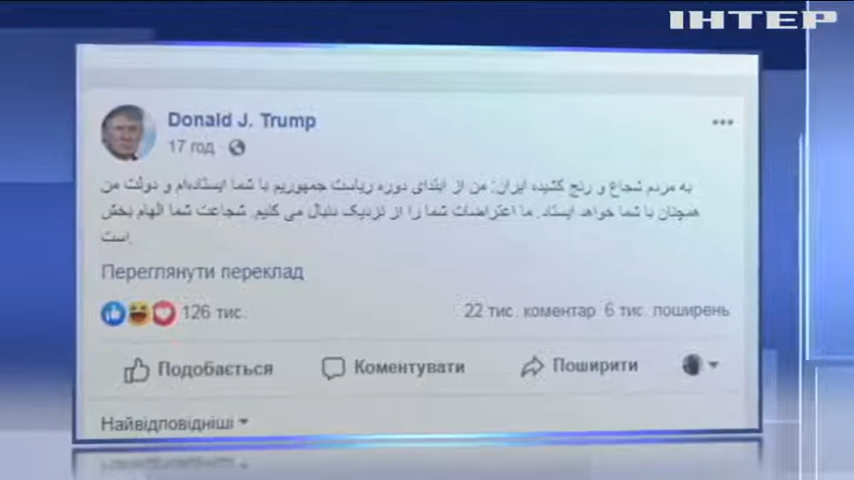 ІНТЕР
Donald J. Trump
17 год
به مردم شجاع و رنج کشیده ایران: من از ابتدای دوره ریاست جمهوریم با شما ایستاده‌ام و دولت من
همچنان با شما خواهد ایستاد. ما اعتراضات شما را از نزدیک دنبال می کنیم. شجاعت شما الهام بخش
است.
Переглянути переклад
126 тис.
22 тис. коментар 6 тис. поширень
Подобається Коментувати Поширити
Найвідповідніші